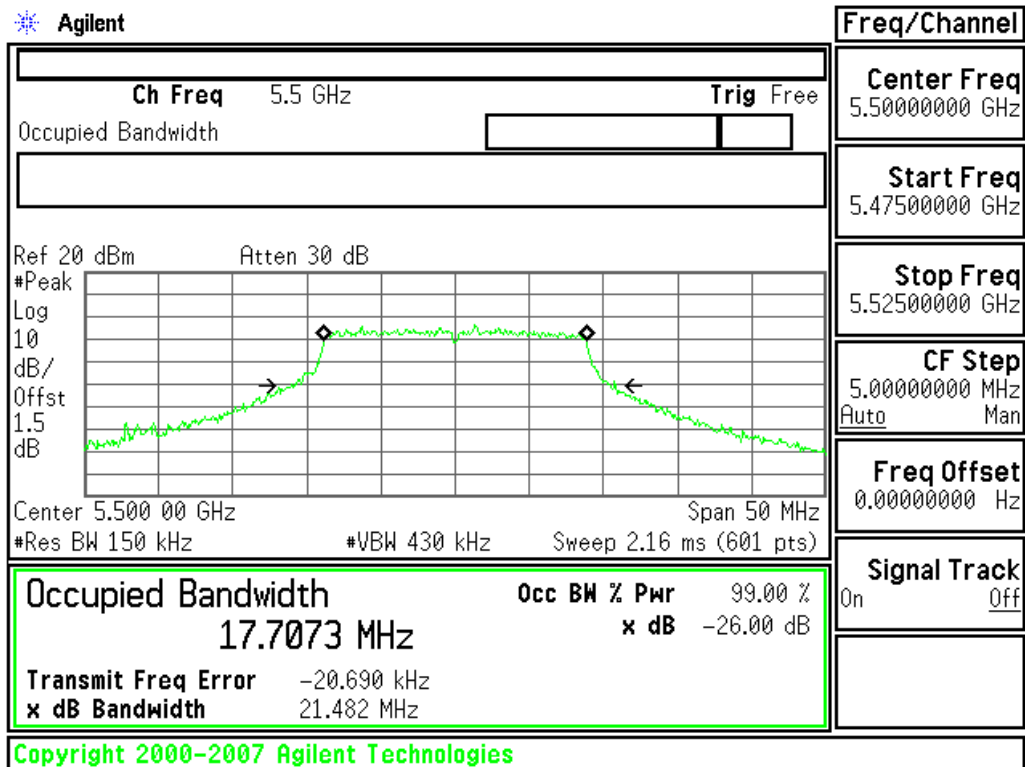 Agilent
Freq/Channel
Ch Freq 5.5 GHz Trig Free
Occupied Bandwidth
Center Freq
5.50000000 GHz
Start Freq
5.47500000 GHz
Stop Freq
5.52500000 GHz
CF Step
5.00000000 MHz
Auto Man
Freq Offset
0.00000000 Hz
Signal Track
On Off
Ref 20 dBm Atten 30 dB
#Peak
Log
10
dB/
Offst
1.5
dB
Center 5.500 00 GHz Span 50 MHz
#Res BW 150 kHz #VBW 430 kHz Sweep 2.16 ms (601 pts)
Occupied Bandwidth
17.7073 MHz
Occ BW % Pwr 99.00 %
x dB -26.00 dB
Transmit Freq Error -20.690 kHz
x dB Bandwidth 21.482 MHz
Copyright 2000-2007 Agilent Technologies